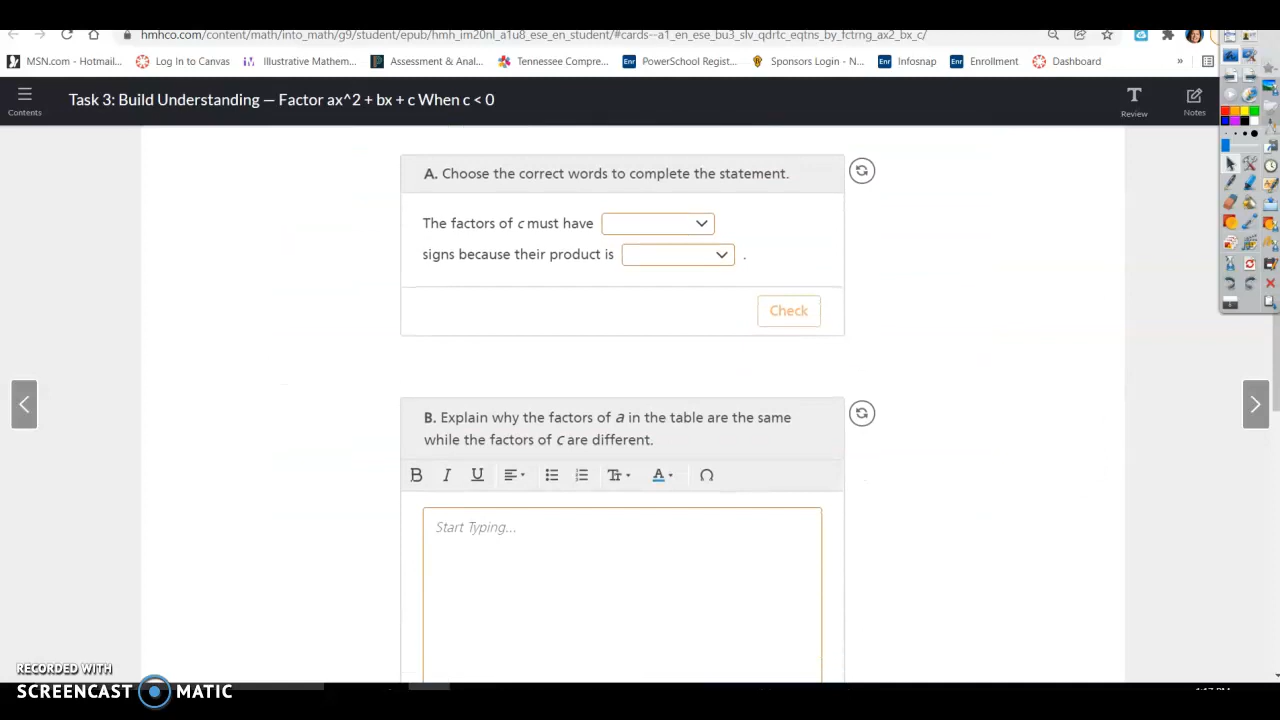 hmhco.com/content/math/into_math/g9/student/epub/hmh_im20nl_a1u8_ese_en_student/#cards--a1_en_ese_bu3_slv_qdrtc_eqtns_by_fctrng_ax2_bx_c/
MSN.com - Hotmail... Log In to Canvas Illustrative Mathem... Assessment & Anal... Tennessee Compre... PowerSchool Regist... Sponsors Login - N... Infosnap Enrollment Dashboard »
Contents
Task 3: Build Understanding — Factor ax^2 + bx + c When c < 0
Review Notes
A. Choose the correct words to complete the statement.
The factors of c must have
signs because their product is .
Check
B. Explain why the factors of a in the table are the same
while the factors of c are different.
B I U
Start Typing...
RECORDED WITH
SCREENCAST MATIC